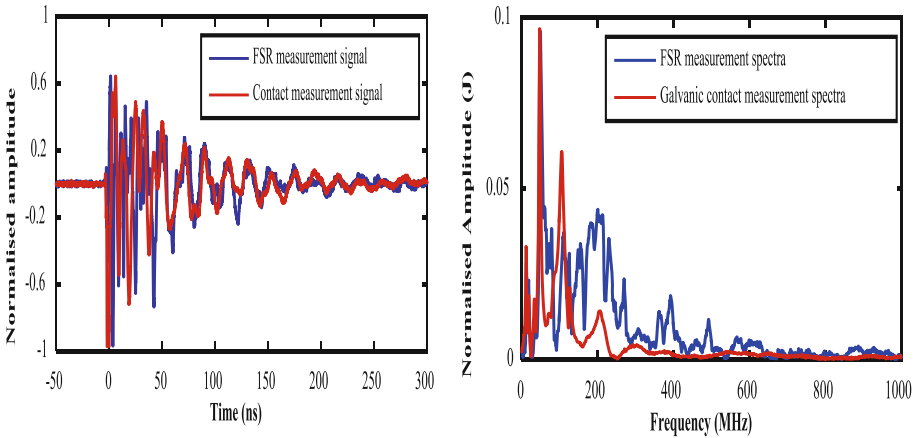 1
0.6
0.2
-0.2
-0.6
-1
Normalised amplitude
FSR measurement signal
Contact measurement signal
-50 0 50 100 150 200 250 300
Time (ns)
0.1
0.05
0
Normalised Amplitude (J)
FSR measurement spectra
Galvanic contact measurement spectra
0 200 400 600 800 1000
Frequency (MHz)